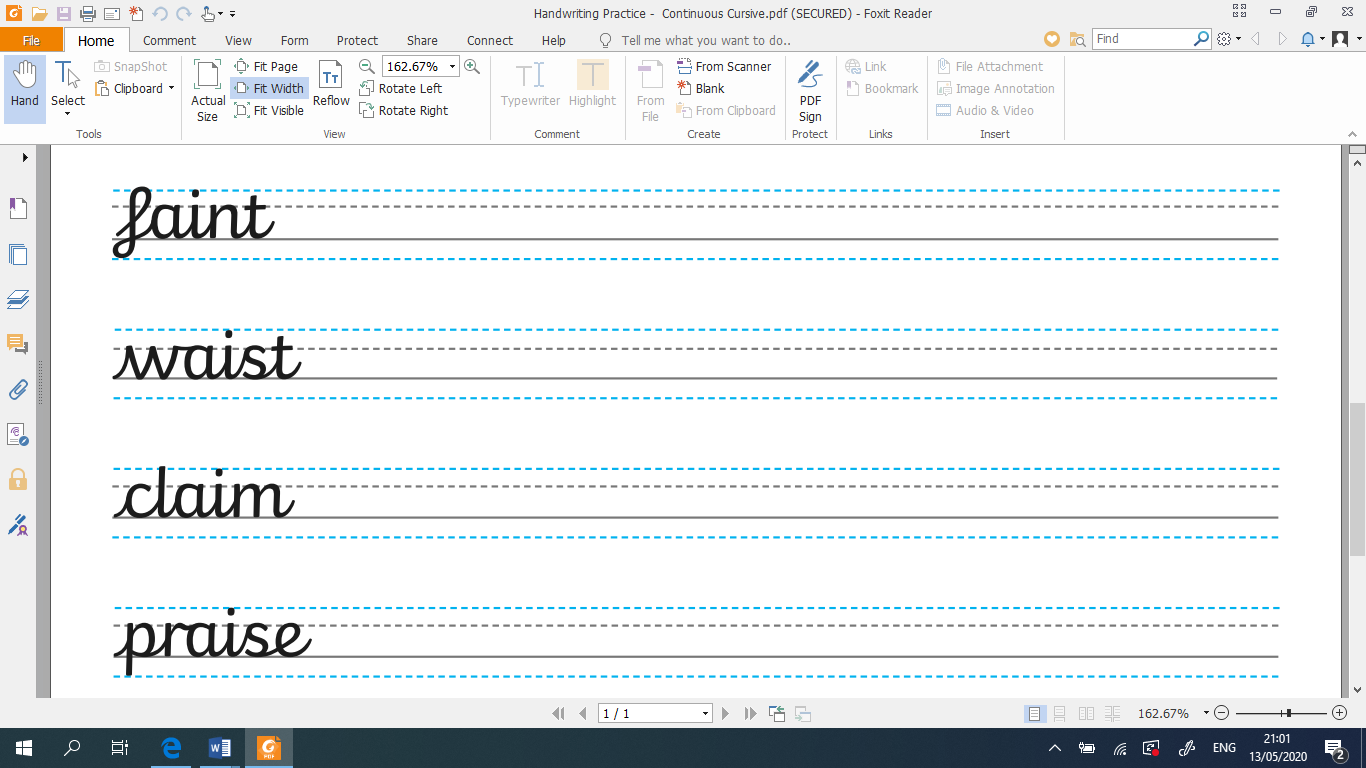 Handwriting Practice - Continuous Cursive.pdf (SECURED) - Foxit Reader
File Home Comment View Form Protect Share Connect Help Tell me what you want to do.. Find
SnapShot Fit Page 162.67% From Scanner Link File Attachment
Hand Select Clipboard Actual Size Fit Width Reflow Rotate Left Typewriter Highlight From File Blank PDF Sign Bookmark Image Annotation
Fit Visible Rotate Right From Clipboard Audio & Video
Tools View Comment Create Protect Links Insert
faint
waist
claim
praise
1 / 1 162.67%
ENG 21:01
13/05/2020 2